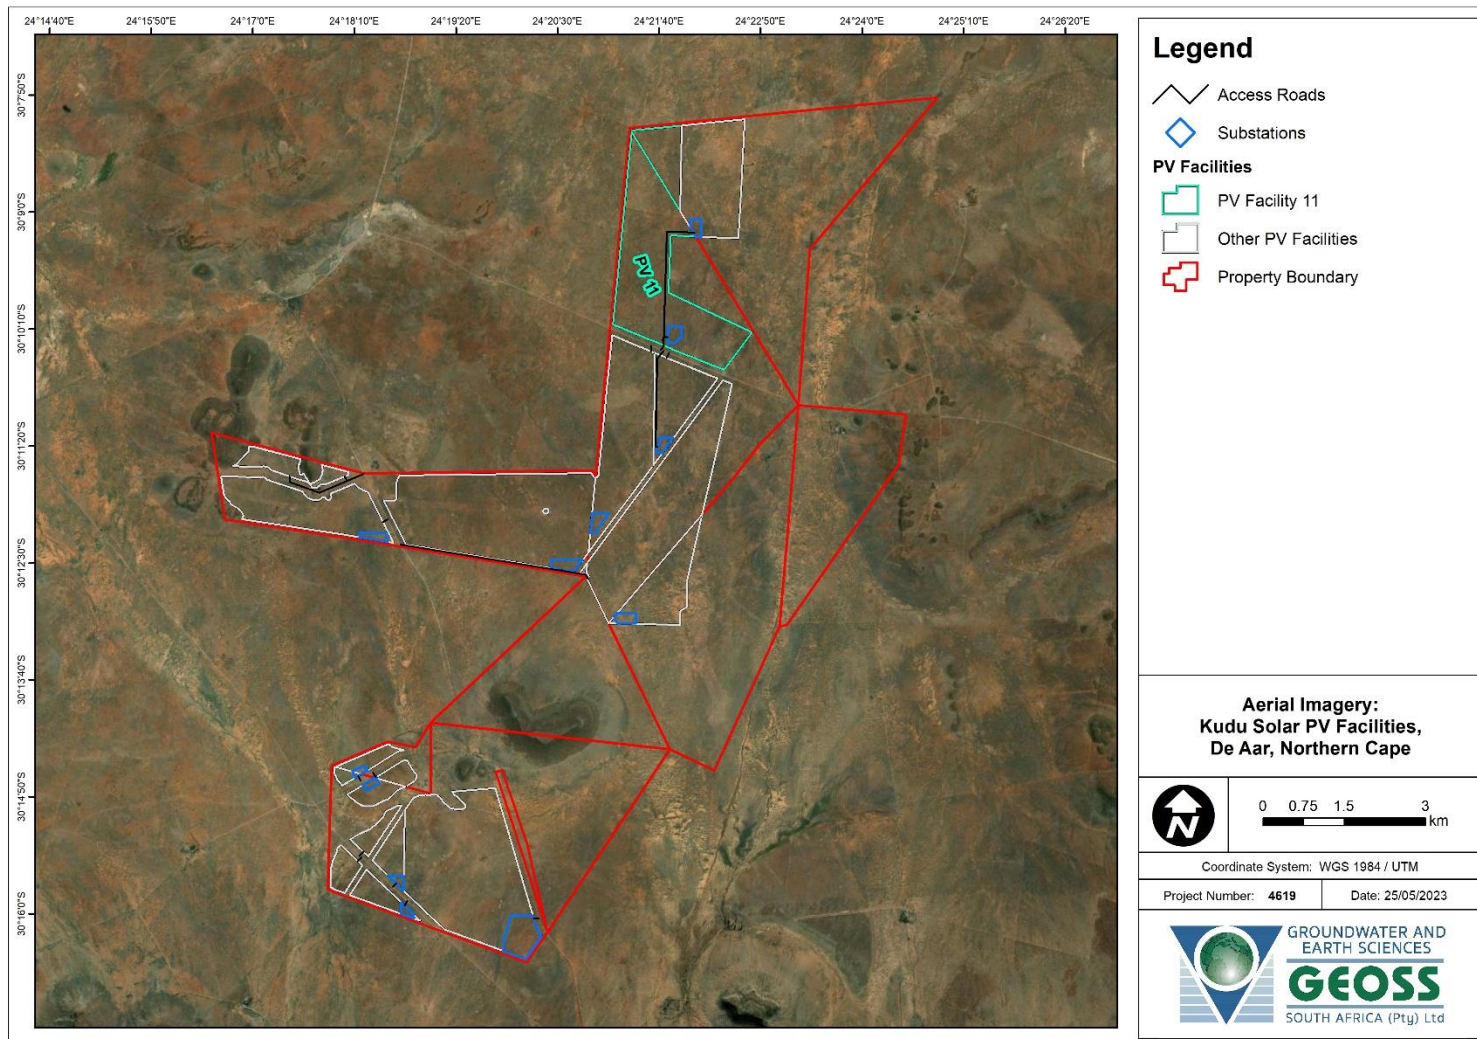 24°14'40"E 24°15'50"E 24°17'0"E 24°18'10"E 24°19'20"E 24°20'30"E 24°21'40"E 24°22'50"E 24°24'0"E 24°25'10"E 24°26'20"E
30°7'50"S
30°9'0"S
30°10'10"S
30°11'20"S
30°12'30"S
30°13'40"S
30°14'50"S
30°16'0"S
PV 11
Legend
Access Roads
Substations
PV Facilities
PV Facility 11
Other PV Facilities
Property Boundary
Aerial Imagery:
Kudu Solar PV Facilities,
De Aar, Northern Cape
N
0 0.75 1.5 3
km
Coordinate System: WGS 1984 / UTM
Project Number: 4619 Date: 25/05/2023
GROUNDWATER AND
EARTH SCIENCES
GEOSS
SOUTH AFRICA (Pty) Ltd